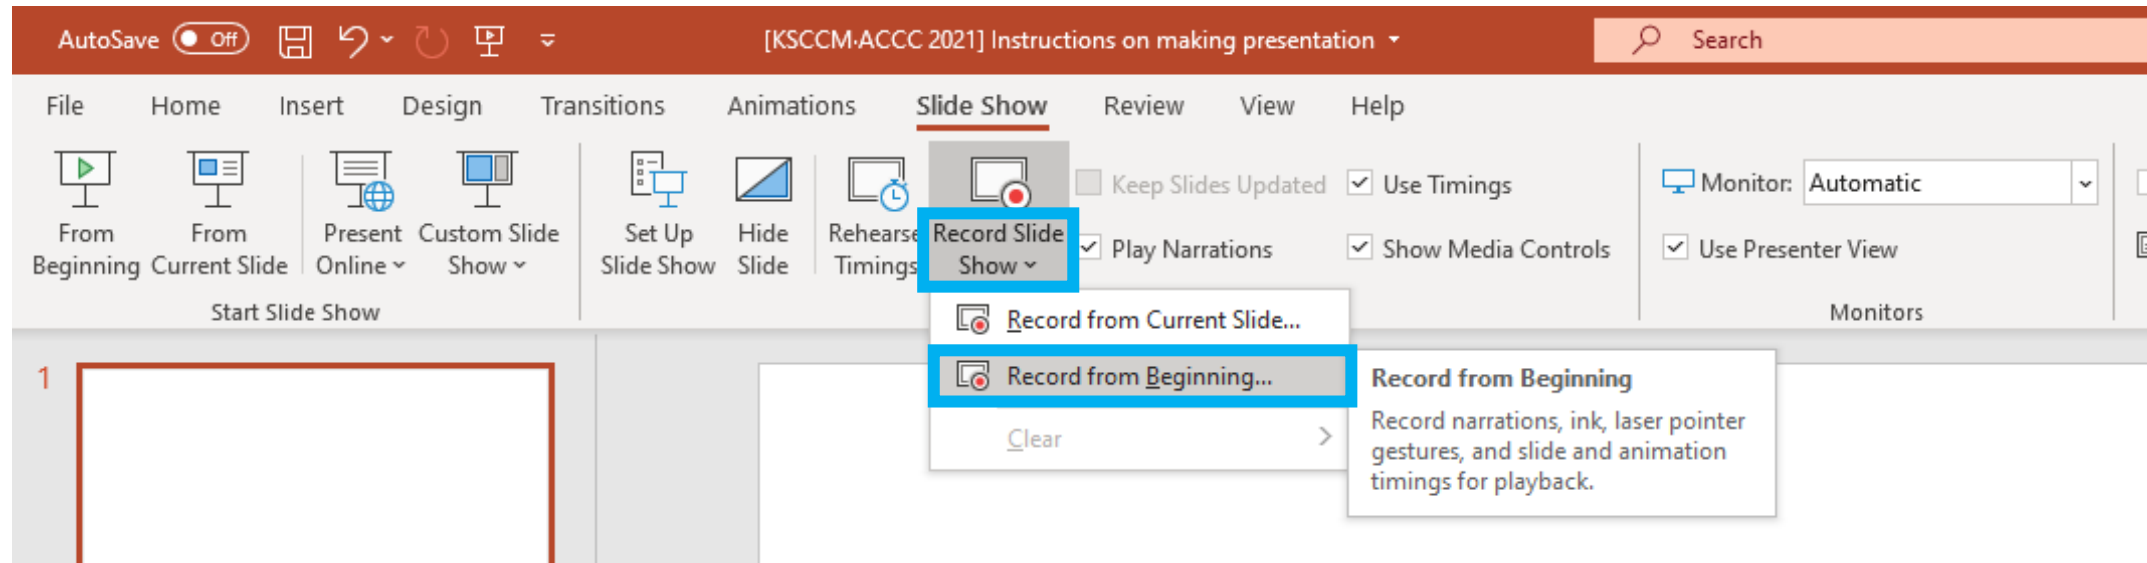 AutoSave Off [KSCCM·ACCC 2021] Instructions on making presentation Search
File Home Insert Design Transitions Animations Slide Show Review View Help
From Beginning
From Current Slide
Present Online
Custom Slide Show
Start Slide Show
Set Up Slide Show
Hide Slide
Rehearse Timings
Record Slide Show
Keep Slides Updated
Play Narrations
Use Timings
Show Media Controls
Monitor: Automatic
Use Presenter View
Monitors
Record from Current Slide...
Record from Beginning...
Clear
Record from Beginning
Record narrations, ink, laser pointer
gestures, and slide and animation
timings for playback.
1